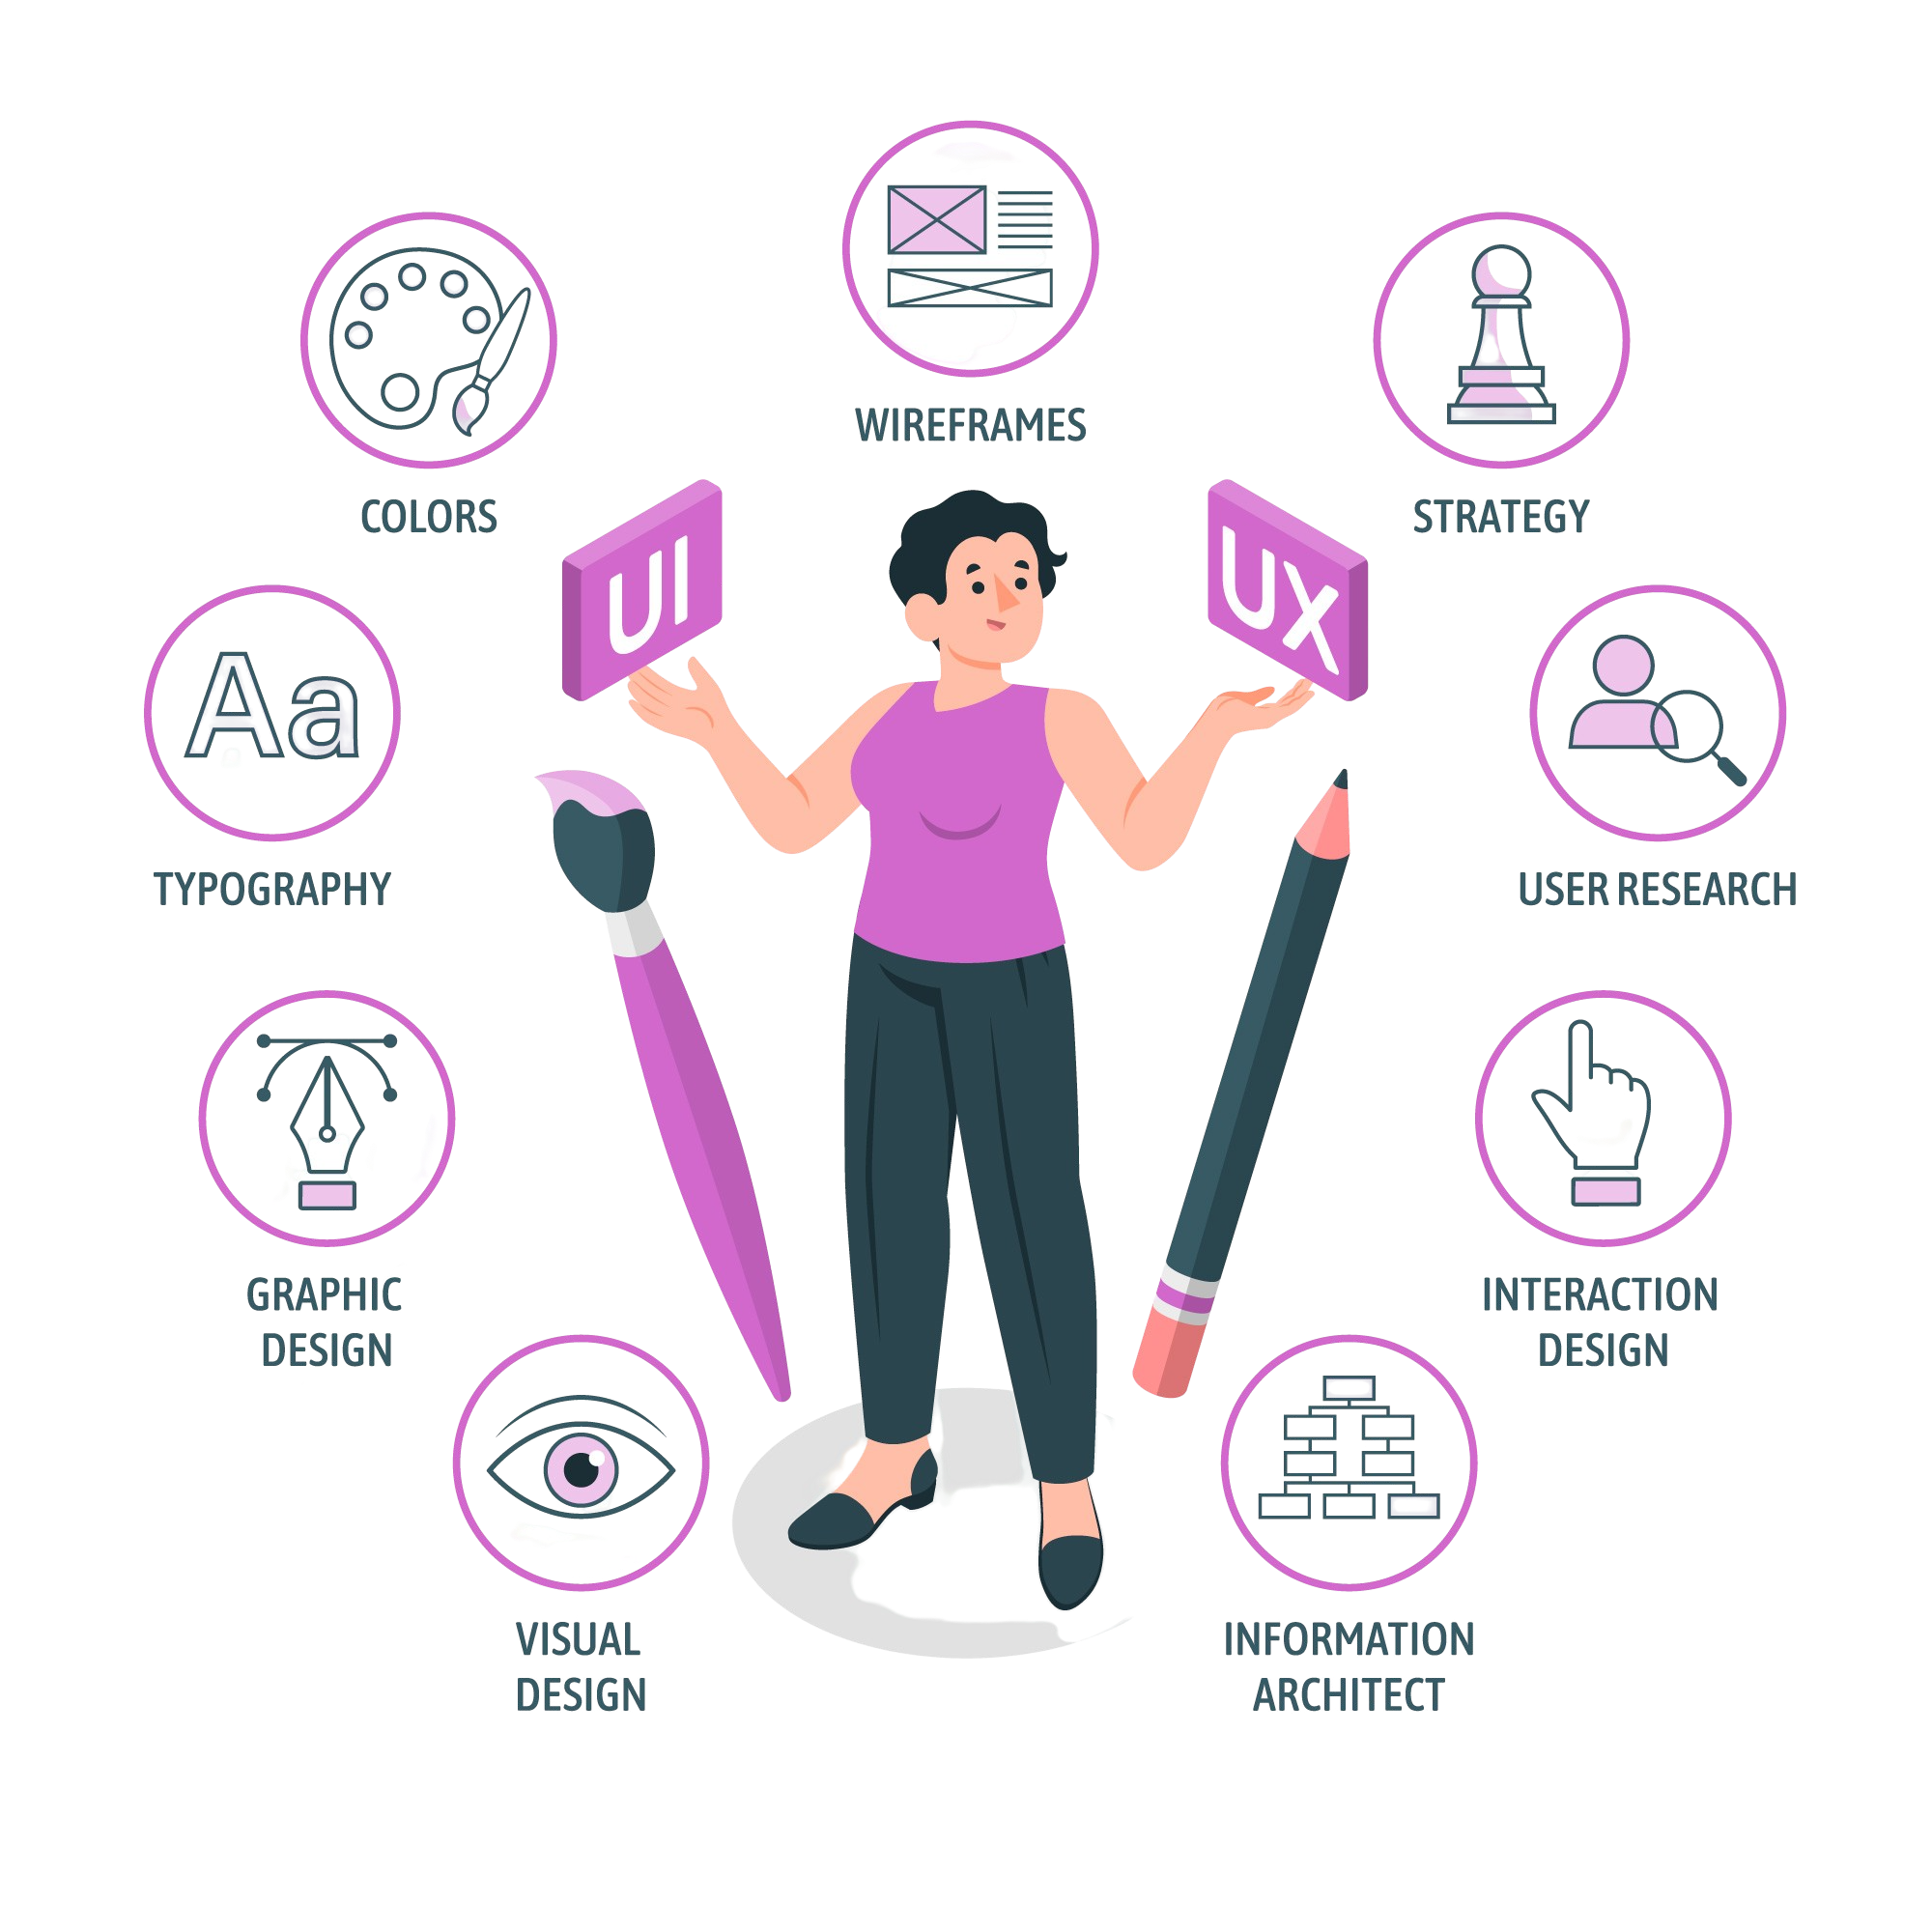 WIREFRAMES
COLORS
STRATEGY
UI
UX
Aa
TYPOGRAPHY
USER RESEARCH
GRAPHIC
DESIGN
INTERACTION
DESIGN
VISUAL
DESIGN
INFORMATION
ARCHITECT